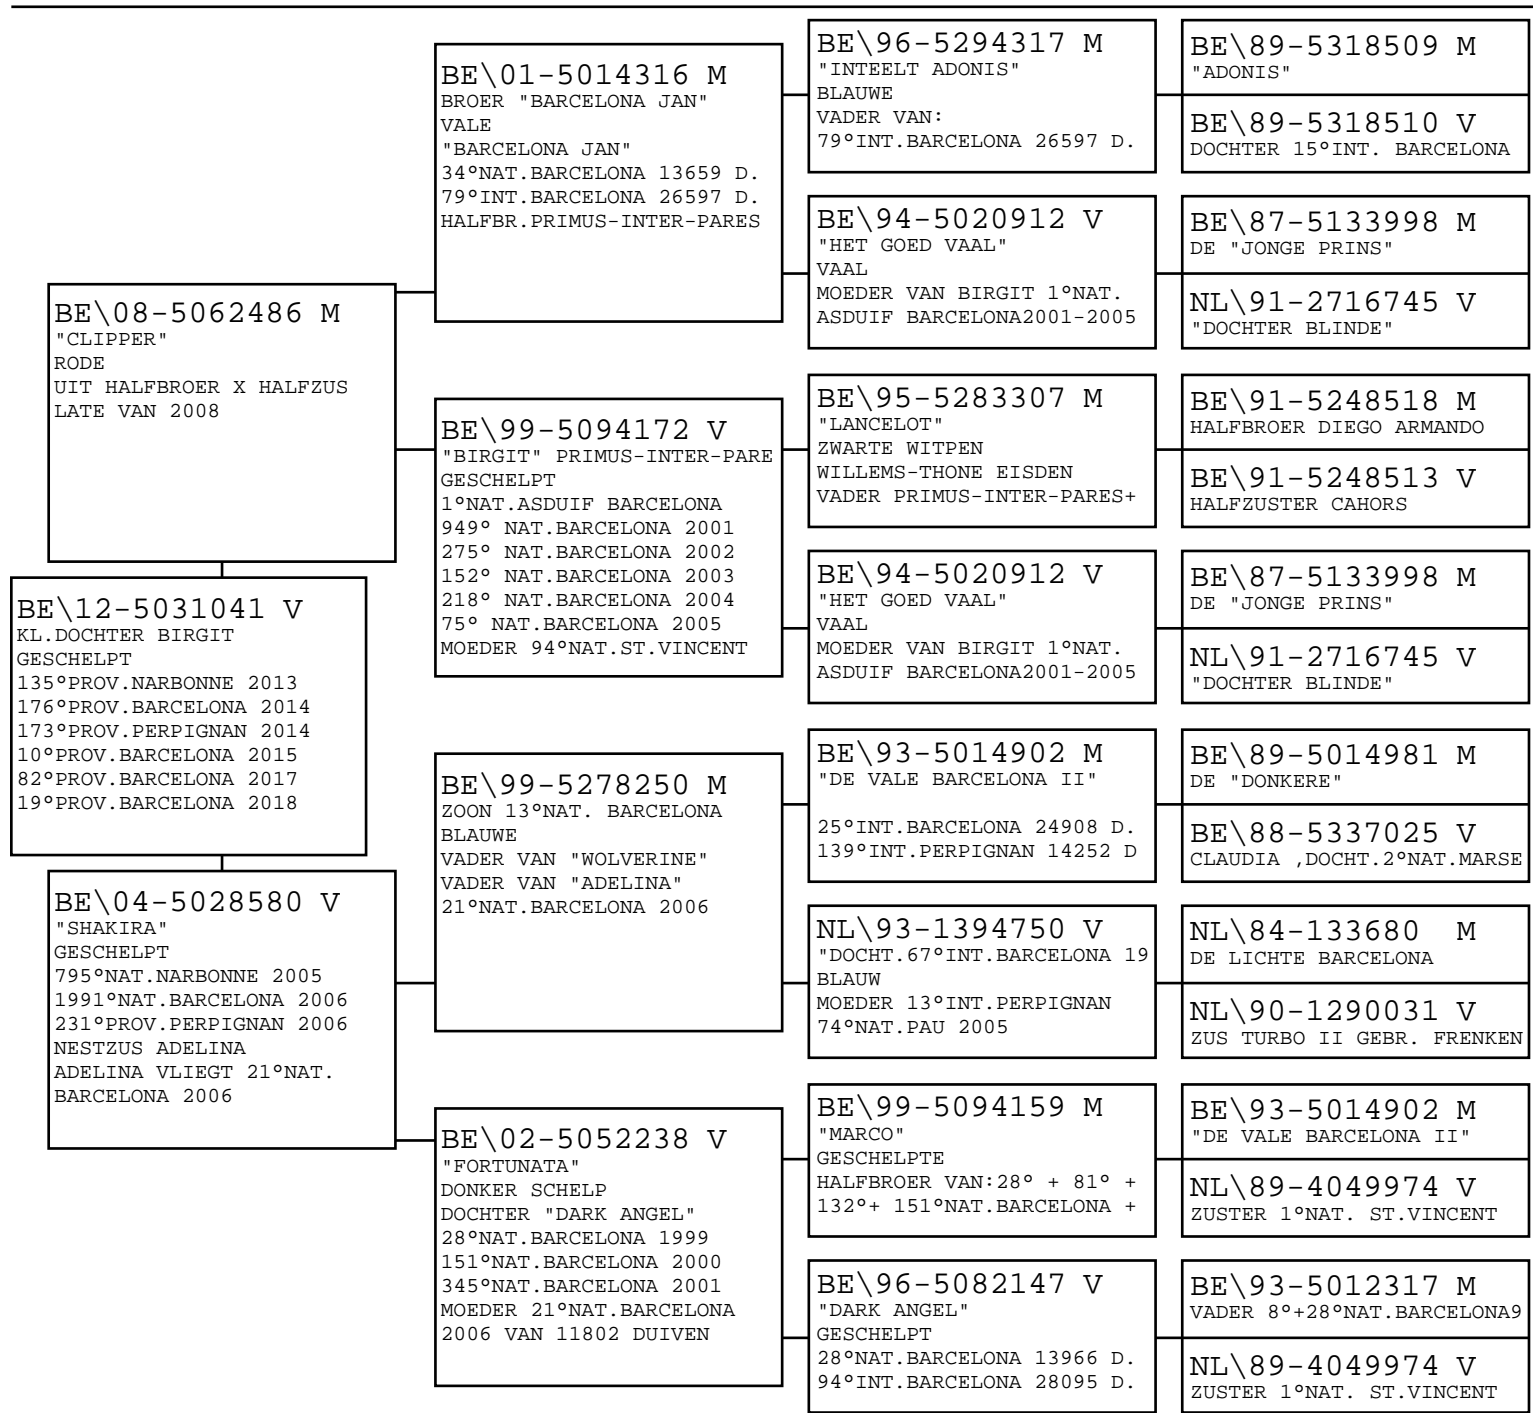 BE\12-5031041 V
KL.DOCHTER BIRGIT
GESCHELPT
135°PROV.NARBONNE 2013
176°PROV.BARCELONA 2014
173°PROV.PERPIGNAN 2014
10°PROV.BARCELONA 2015
82°PROV.BARCELONA 2017
19°PROV.BARCELONA 2018
BE\08-5062486 M
"CLIPPER"
RODE
UIT HALFBROER X HALFZUS
LATE VAN 2008
BE\04-5028580 V
"SHAKIRA"
GESCHELPT
795°NAT.NARBONNE 2005
1991°NAT.BARCELONA 2006
231°PROV.PERPIGNAN 2006
NESTZUS ADELINA
ADELINA VLIEGT 21°NAT.
BARCELONA 2006
BE\01-5014316 M
BROER "BARCELONA JAN"
VALE
"BARCELONA JAN"
34°NAT.BARCELONA 13659 D.
79°INT.BARCELONA 26597 D.
HALFBR.PRIMUS-INTER-PARES
BE\99-5094172 V
"BIRGIT" PRIMUS-INTER-PARE
GESCHELPT
1°NAT.ASDUIF BARCELONA
949° NAT.BARCELONA 2001
275° NAT.BARCELONA 2002
152° NAT.BARCELONA 2003
218° NAT.BARCELONA 2004
75° NAT.BARCELONA 2005
MOEDER 94°NAT.ST.VINCENT
BE\99-5278250 M
ZOON 13°NAT. BARCELONA
BLAUWE
VADER VAN "WOLVERINE"
VADER VAN "ADELINA"
21°NAT.BARCELONA 2006
BE\02-5052238 V
"FORTUNATA"
DONKER SCHELP
DOCHTER "DARK ANGEL"
28°NAT.BARCELONA 1999
151°NAT.BARCELONA 2000
345°NAT.BARCELONA 2001
MOEDER 21°NAT.BARCELONA
2006 VAN 11802 DUIVEN
BE\96-5294317 M
"INTEELT ADONIS"
BLAUWE
VADER VAN:
79°INT.BARCELONA 26597 D.
BE\94-5020912 V
"HET GOED VAAL"
VAAL
MOEDER VAN BIRGIT 1°NAT.
ASDUIF BARCELONA2001-2005
BE\95-5283307 M
"LANCELOT"
ZWARTE WITPEN
WILLEMS-THONE EISDEN
VADER PRIMUS-INTER-PARES+
BE\94-5020912 V
"HET GOED VAAL"
VAAL
MOEDER VAN BIRGIT 1°NAT.
ASDUIF BARCELONA2001-2005
BE\93-5014902 M
"DE VALE BARCELONA II"
25°INT.BARCELONA 24908 D.
139°INT.PERPIGNAN 14252 D
NL\93-1394750 V
"DOCHT.67°INT.BARCELONA 19
BLAUW
MOEDER 13°INT.PERPIGNAN
74°NAT.PAU 2005
BE\99-5094159 M
"MARCO"
GESCHELPTE
HALFBROER VAN:28° + 81° +
132°+ 151°NAT.BARCELONA +
BE\96-5082147 V
"DARK ANGEL"
GESCHELPT
28°NAT.BARCELONA 13966 D.
94°INT.BARCELONA 28095 D.
BE\89-5318509 M
"ADONIS"
BE\89-5318510 V
DOCHTER 15°INT. BARCELONA
BE\87-5133998 M
DE "JONGE PRINS"
NL\91-2716745 V
"DOCHTER BLINDE"
BE\91-5248518 M
HALFBROER DIEGO ARMANDO
BE\91-5248513 V
HALFZUSTER CAHORS
BE\87-5133998 M
DE "JONGE PRINS"
NL\91-2716745 V
"DOCHTER BLINDE"
BE\89-5014981 M
DE "DONKERE"
BE\88-5337025 V
CLAUDIA ,DOCHT.2°NAT.MARSE
NL\84-133680 M
DE LICHTE BARCELONA
NL\90-1290031 V
ZUS TURBO II GEBR. FRENKEN
BE\93-5014902 M
"DE VALE BARCELONA II"
NL\89-4049974 V
ZUSTER 1°NAT. ST.VINCENT
BE\93-5012317 M
VADER 8°+28°NAT.BARCELONA9
NL\89-4049974 V
ZUSTER 1°NAT. ST.VINCENT